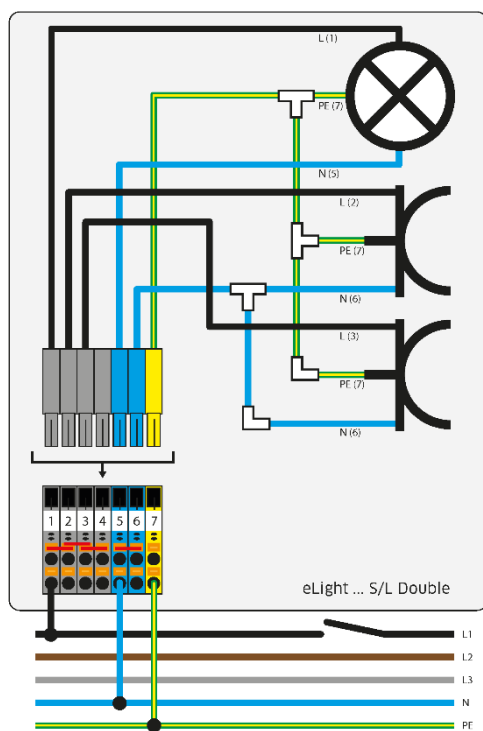 L (1)
PE (7)
N (5)
L (2)
PE (7)
N (6)
L (3)
PE (7)
N (6)
1 2 3 4 5 6 7
eLight ... S/L Double
L1
L2
L3
N
PE